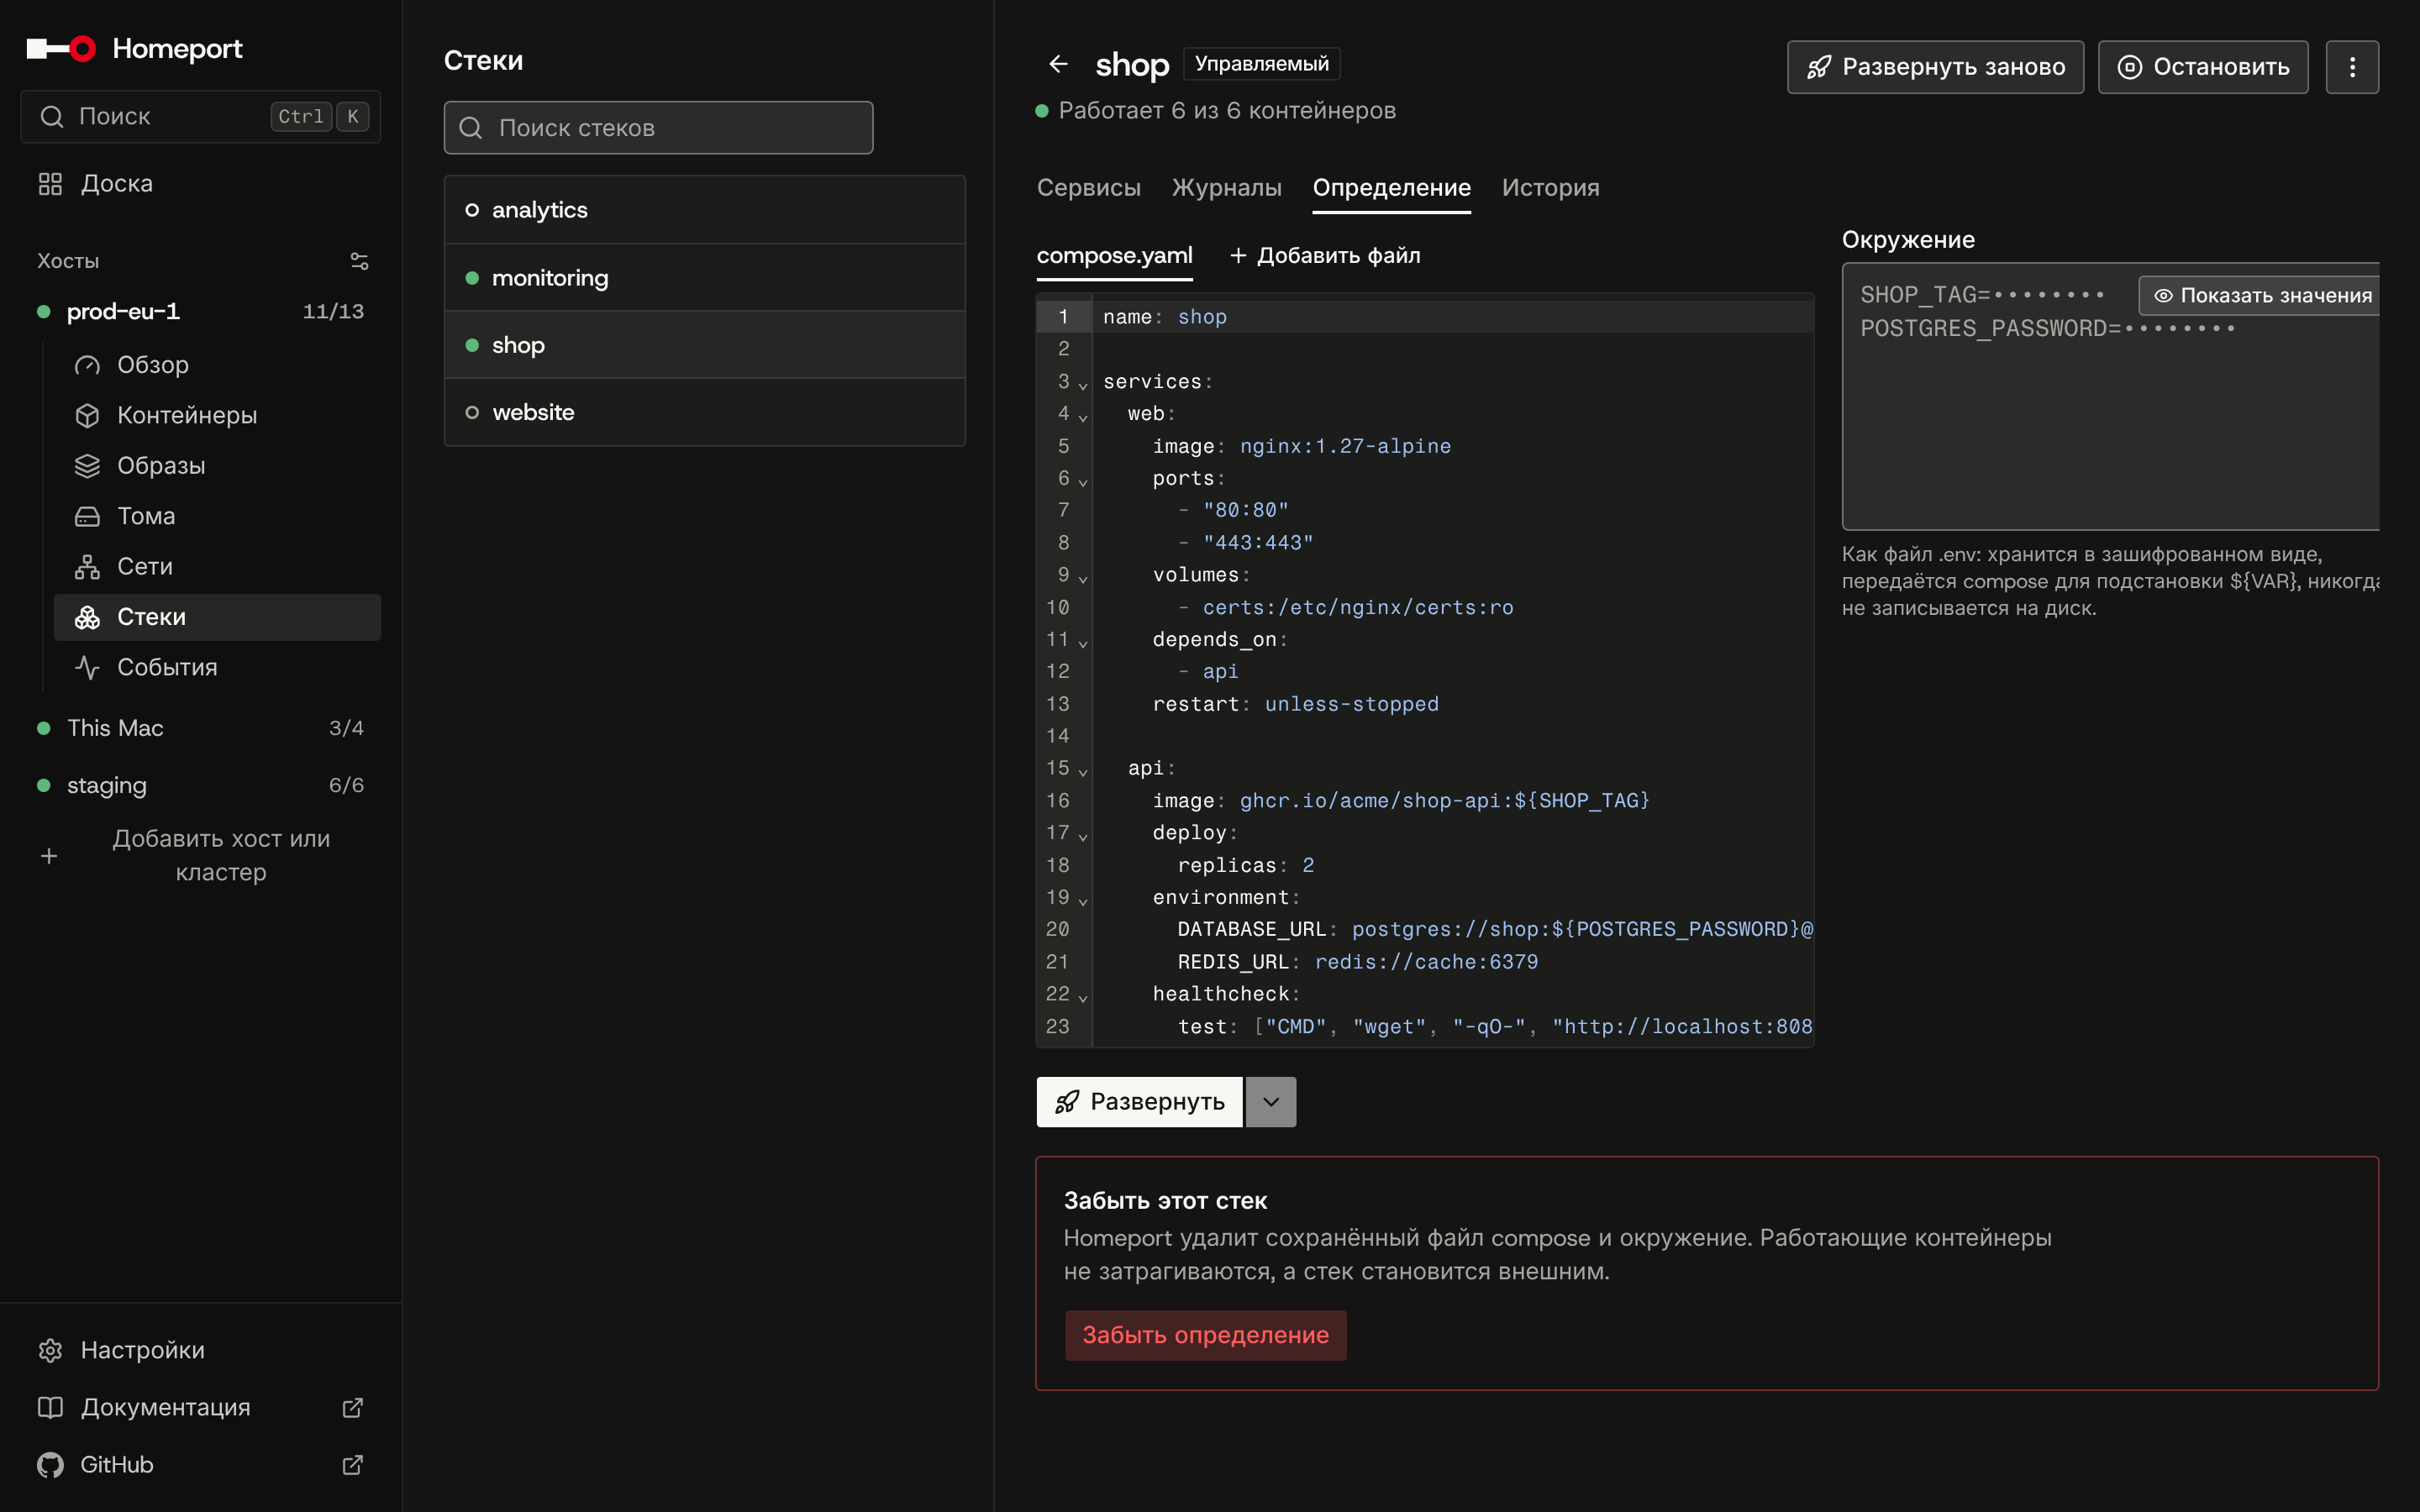 Homeport
Поиск
Ctrl K
Доска
Хосты
prod-eu-1 11/13
Обзор
Контейнеры
Образы
Тома
Сети
Стеки
События
This Mac 3/4
staging 6/6
Добавить хост или
кластер
Настройки
Документация
GitHub
Стеки
Поиск стеков
analytics
monitoring
shop
website
shop Управляемый
Работает 6 из 6 контейнеров
Развернуть заново
Остановить
Сервисы Журналы Определение История
compose.yaml + Добавить файл
1 name: shop
2
3 services:
4 web:
5 image: nginx:1.27-alpine
6 ports:
7 - "80:80"
8 - "443:443"
9 volumes:
10 - certs:/etc/nginx/certs:ro
11 depends_on:
12 - api
13 restart: unless-stopped
14
15 api:
16 image: ghcr.io/acme/shop-api:${SHOP_TAG}
17 deploy:
18 replicas: 2
19 environment:
20 DATABASE_URL: postgres://shop:${POSTGRES_PASSWORD}@
21 REDIS_URL: redis://cache:6379
22 healthcheck:
23 test: ["CMD", "wget", "-qO-", "http://localhost:808
Окружение
SHOP_TAG=••••••••
Показать значения
POSTGRES_PASSWORD=••••••••
Как файл .env: хранится в зашифрованном виде,
передаётся compose для подстановки ${VAR}, никогда
не записывается на диск.
Развернуть
Забыть этот стек
Homeport удалит сохранённый файл compose и окружение. Работающие контейнеры
не затрагиваются, а стек становится внешним.
Забыть определение